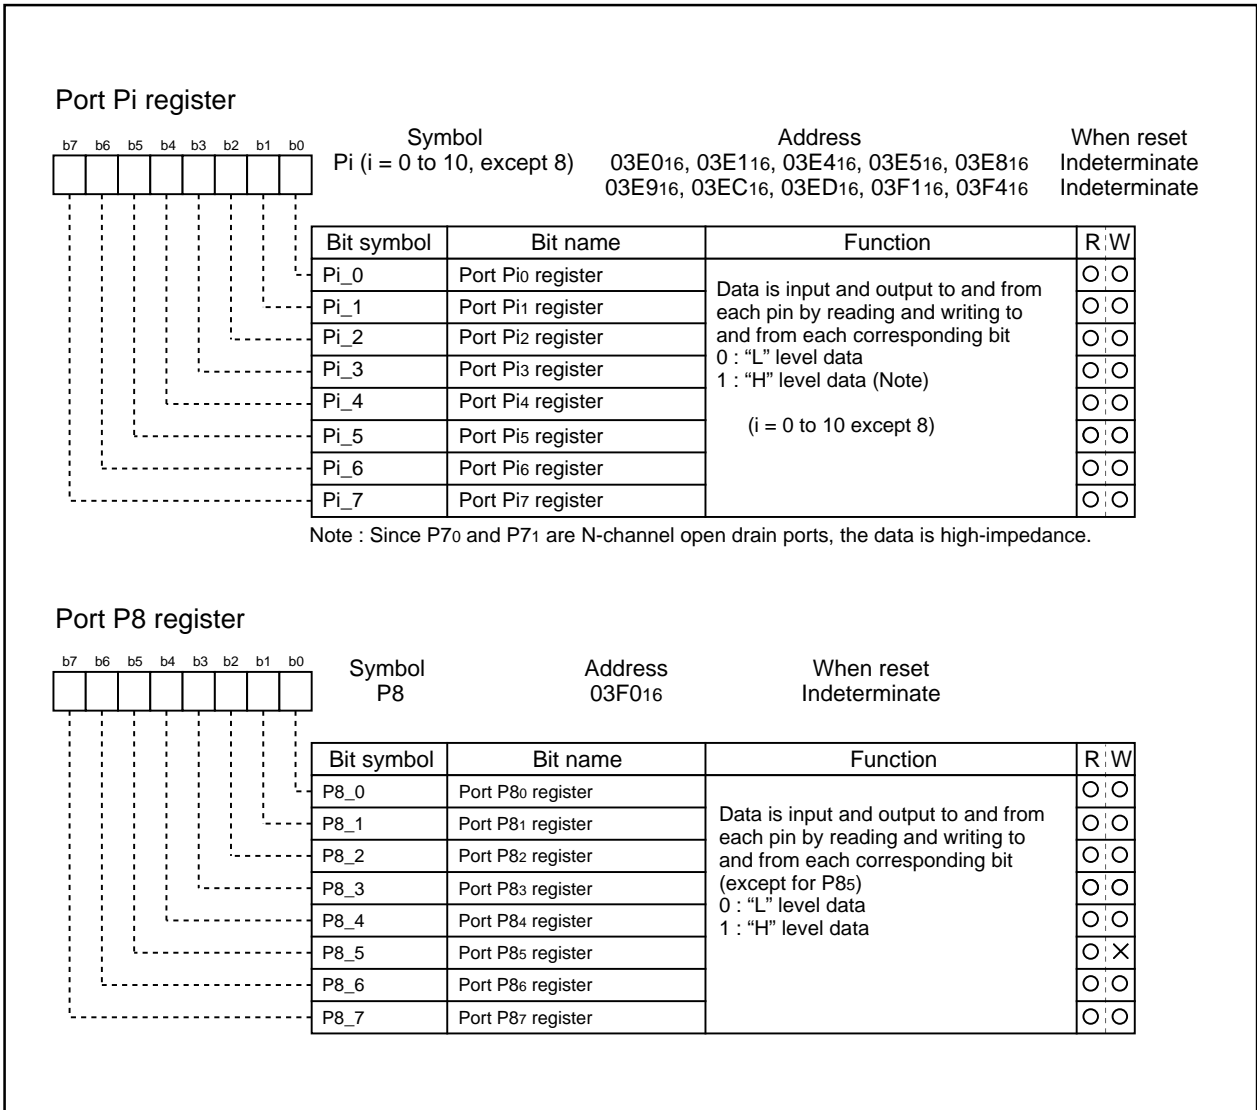 Port Pi register
b7 b6 b5 b4 b3 b2 b1 b0
Symbol Address When reset
Pi (i = 0 to 10, except 8) 03E016, 03E116, 03E416, 03E516, 03E816 Indeterminate
03E916, 03EC16, 03ED16, 03F116, 03F416 Indeterminate
Bit symbol Bit name Function R W
Pi_0 Port Pi0 register
Pi_1 Port Pi1 register
Pi_2 Port Pi2 register
Pi_3 Port Pi3 register
Pi_4 Port Pi4 register
Pi_5 Port Pi5 register
Pi_6 Port Pi6 register
Pi_7 Port Pi7 register
Data is input and output to and from
each pin by reading and writing to
and from each corresponding bit
0 : “L” level data
1 : “H” level data (Note)
(i = 0 to 10 except 8)
Note : Since P70 and P71 are N-channel open drain ports, the data is high-impedance.
Port P8 register
b7 b6 b5 b4 b3 b2 b1 b0
Symbol Address When reset
P8 03F016 Indeterminate
Bit symbol Bit name Function R W
P8_0 Port P80 register
P8_1 Port P81 register
P8_2 Port P82 register
P8_3 Port P83 register
P8_4 Port P84 register
P8_5 Port P85 register
P8_6 Port P86 register
P8_7 Port P87 register
Data is input and output to and from
each pin by reading and writing to
and from each corresponding bit
(except for P85)
0 : “L” level data
1 : “H” level data